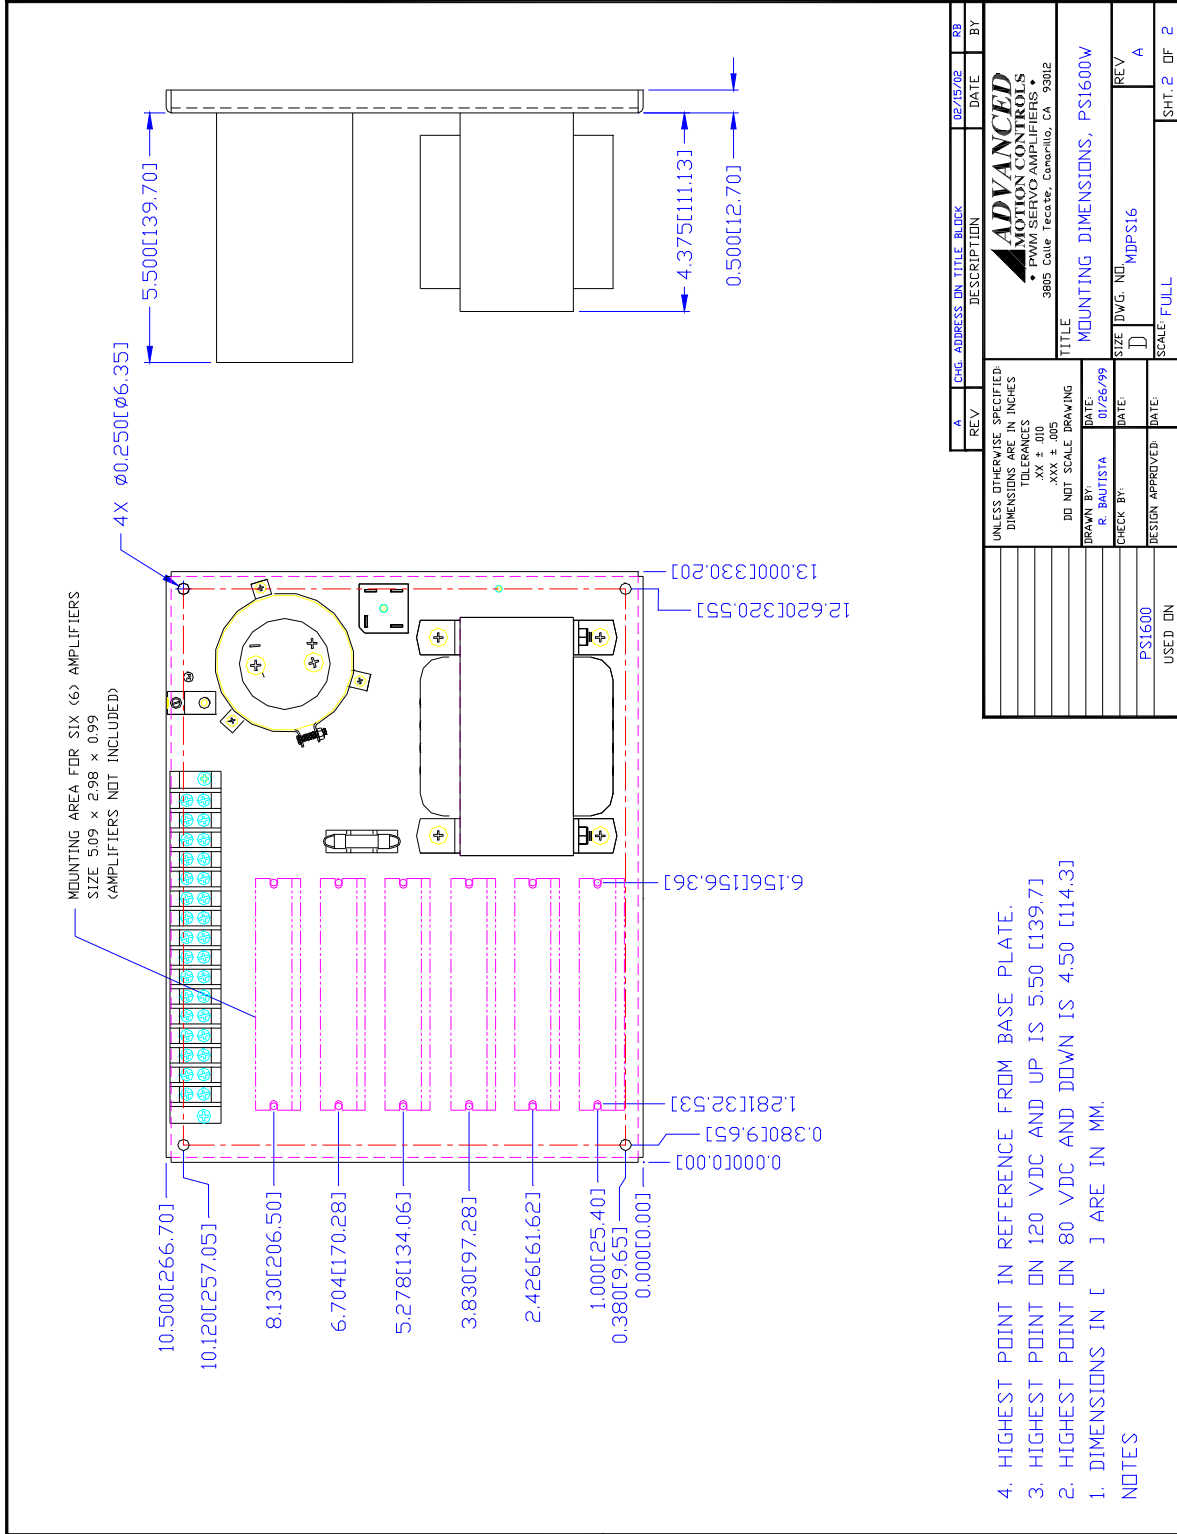 MOUNTING AREA FOR SIX (6) AMPLIFIERS
SIZE 5.09 x 2.98 x 0.99
(AMPLIFIERS NOT INCLUDED)
4X Ø0.250[Ø6.35]
5.500[139.70]
4.375[111.13]
0.500[12.70]
10.500[266.70]
10.120[257.05]
8.130[206.50]
6.704[170.28]
5.278[134.06]
3.830[97.28]
2.426[61.62]
1.000[25.40]
0.380[9.65]
0.000[0.00]
0.000[0.00]
0.380[9.65]
1.281[32.53]
6.156[156.36]
12.620[320.55]
13.000[330.20]
4. HIGHEST POINT IN REFERENCE FROM BASE PLATE.
3. HIGHEST POINT ON 120 VDC AND UP IS 5.50 [139.7]
2. HIGHEST POINT ON 80 VDC AND DOWN IS 4.50 [114.3]
1. DIMENSIONS IN [ ] ARE IN MM.
NOTES
A CHG. ADDRESS ON TITLE BLOCK 02/15/02 RB
REV DESCRIPTION DATE BY
PS1600
USED ON
UNLESS OTHERWISE SPECIFIED:
DIMENSIONS ARE IN INCHES
TOLERANCES
.XX ± .010
.XXX ± .005
DO NOT SCALE DRAWING
DRAWN BY: DATE:
R. BAUTISTA 01/26/99
CHECK BY: DATE:
DESIGN APPROVED: DATE:
ADVANCED
MOTION CONTROLS
• PWM SERVO AMPLIFIERS •
3805 Calle Tecate, Camarillo, CA 93012
TITLE
MOUNTING DIMENSIONS, PS1600W
SIZE DWG. NO. REV
D MDPS16 A
SCALE: FULL SHT. 2 OF 2